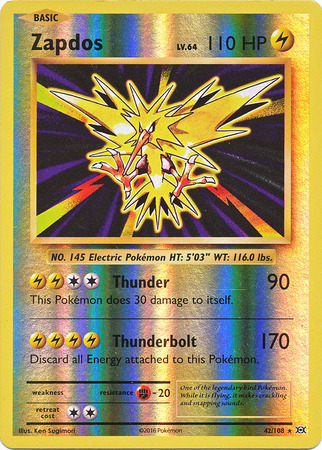 BASIC
Zapdos LV.64 110 HP
NO. 145 Electric Pokémon HT: 5'03" WT: 116.0 lbs.
Thunder 90
This Pokémon does 30 damage to itself.
Thunderbolt 170
Discard all Energy attached to this Pokémon.
weakness resistance -20
retreat
cost
One of the legendary bird Pokémon.
While it is flying, it makes crackling
and snapping sounds.
Illus. Ken Sugimori ©2016 Pokémon 42/108 ★